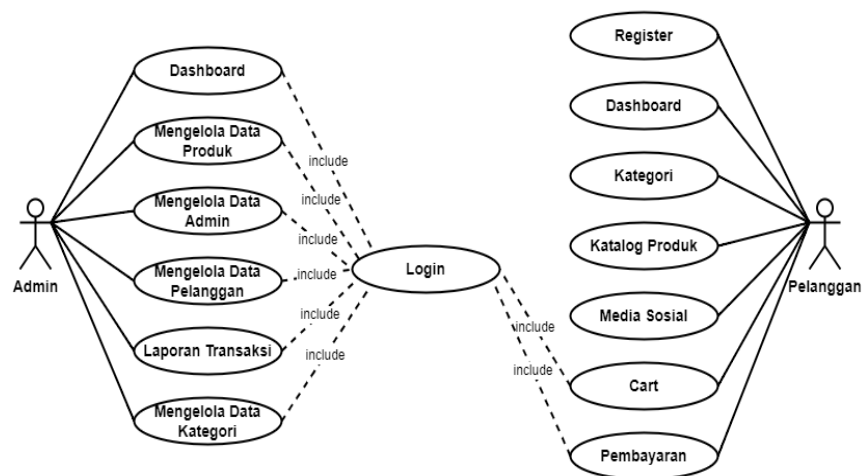 Register
Dashboard
Dashboard
Mengelola Data
Produk
include
include
Kategori
Mengelola Data
Admin
include
Katalog Produk
Mengelola Data
Pelanggan
include
Login
Admin
Pelanggan
Media Sosial
include
include
Laporan Transaksi
include
include
Cart
Mengelola Data
Kategori
Pembayaran